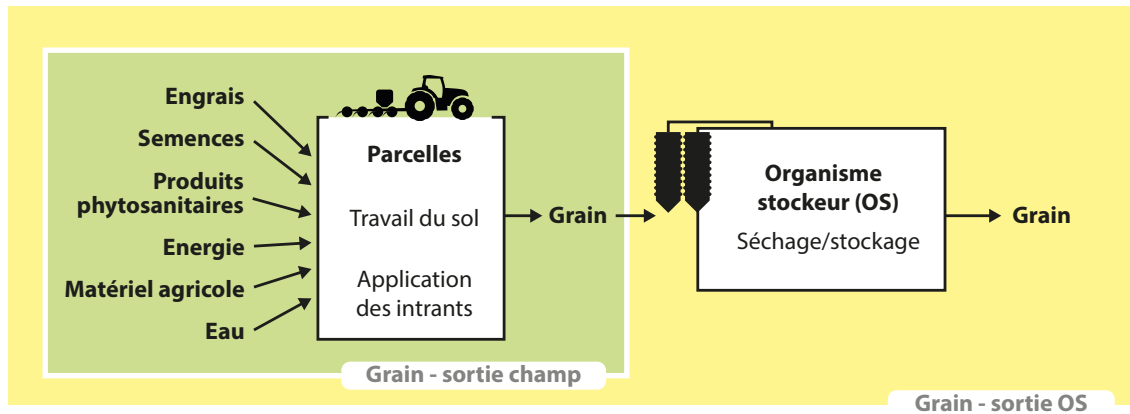 Engrais
Semences
Produits
phytosanitaires
Energie
Matériel agricole
Eau
Parcelles
Travail du sol
Application
des intrants
Grain
Grain - sortie champ
Organisme
stockeur (OS)
Séchage/stockage
Grain
Grain - sortie OS